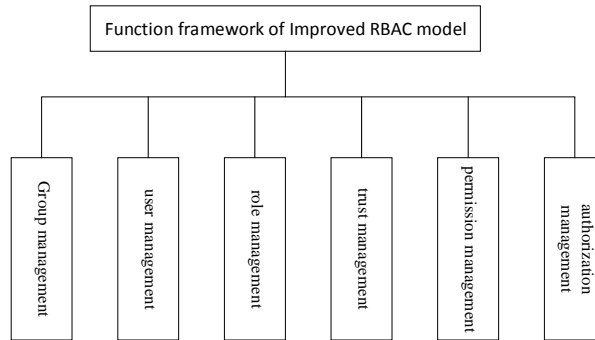 Function framework of Improved RBAC model
Group management
user management
role management
trust management
permission management
authorization
management